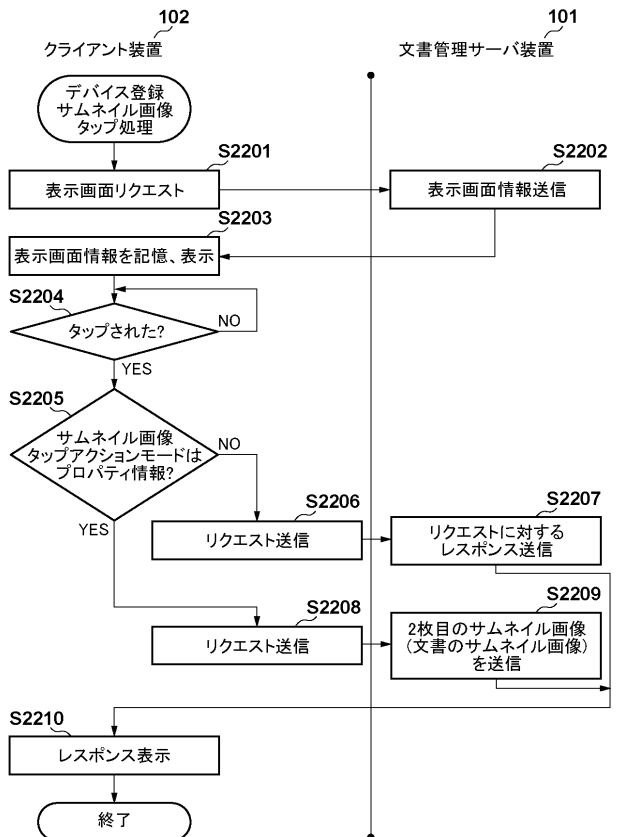 102
101
クライアント装置
文書管理サーバ装置
デバイス登録
サムネイル画像
タップ処理
S2201
表示画面リクエスト
S2202
表示画面情報送信
S2203
表示画面情報を記憶、表示
S2204
タップされた?
NO
YES
S2205
サムネイル画像
タップアクションモードは
プロパティ情報?
NO
YES
S2206
リクエスト送信
S2207
リクエストに対する
レスポンス送信
S2208
リクエスト送信
S2209
2枚目のサムネイル画像
(文書のサムネイル画像)
を送信
S2210
レスポンス表示
終了